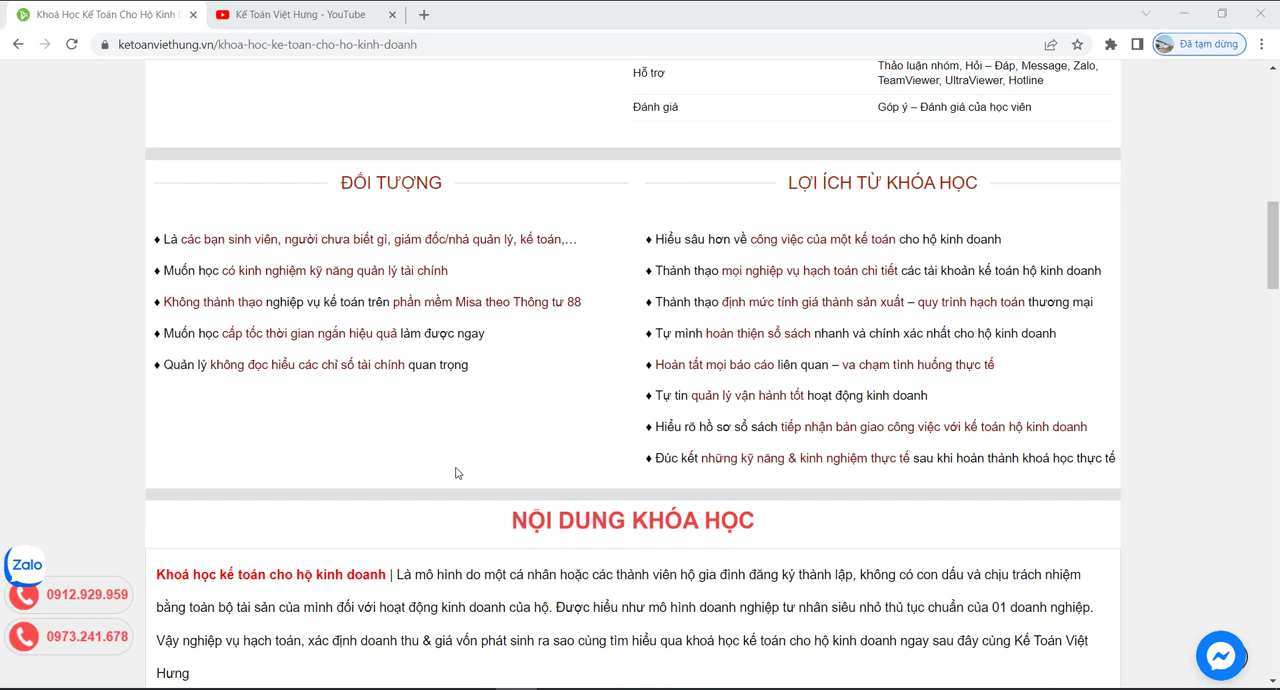 Khoá Học Kế Toán Cho Hộ Kinh
Kế Toán Việt Hưng - YouTube
ketoanviethung.vn/khoa-hoc-ke-toan-cho-ho-kinh-doanh
Đã tạm dừng
Hỗ trợ
Thảo luận nhóm, Hỏi – Đáp, Message, Zalo,
TeamViewer, UltraViewer, Hotline
Đánh giá
Góp ý – Đánh giá của học viên
ĐỐI TƯỢNG
♦ Là các bạn sinh viên, người chưa biết gì, giám đốc/nhà quản lý, kế toán,…
♦ Muốn học có kinh nghiệm kỹ năng quản lý tài chính
♦ Không thành thạo nghiệp vụ kế toán trên phần mềm Misa theo Thông tư 88
♦ Muốn học cấp tốc thời gian ngắn hiệu quả làm được ngay
♦ Quản lý không đọc hiểu các chỉ số tài chính quan trọng
LỢI ÍCH TỪ KHÓA HỌC
♦ Hiểu sâu hơn về công việc của một kế toán cho hộ kinh doanh
♦ Thành thạo mọi nghiệp vụ hạch toán chi tiết các tài khoản kế toán hộ kinh doanh
♦ Thành thạo định mức tính giá thành sản xuất – quy trình hạch toán thương mại
♦ Tự mình hoàn thiện sổ sách nhanh và chính xác nhất cho hộ kinh doanh
♦ Hoàn tất mọi báo cáo liên quan – va chạm tình huống thực tế
♦ Tự tin quản lý vận hành tốt hoạt động kinh doanh
♦ Hiểu rõ hồ sơ sổ sách tiếp nhận bàn giao công việc với kế toán hộ kinh doanh
♦ Đúc kết những kỹ năng & kinh nghiệm thực tế sau khi hoàn thành khoá học thực tế
NỘI DUNG KHÓA HỌC
Khoá học kế toán cho hộ kinh doanh | Là mô hình do một cá nhân hoặc các thành viên hộ gia đình đăng ký thành lập, không có con dấu và chịu trách nhiệm
bằng toàn bộ tài sản của mình đối với hoạt động kinh doanh của hộ. Được hiểu như mô hình doanh nghiệp tư nhân siêu nhỏ thủ tục chuẩn của 01 doanh nghiệp.
Vậy nghiệp vụ hạch toán, xác định doanh thu & giá vốn phát sinh ra sao cùng tìm hiểu qua khoá học kế toán cho hộ kinh doanh ngay sau đây cùng Kế Toán Việt
Hưng
Zalo
0912.929.959
0973.241.678